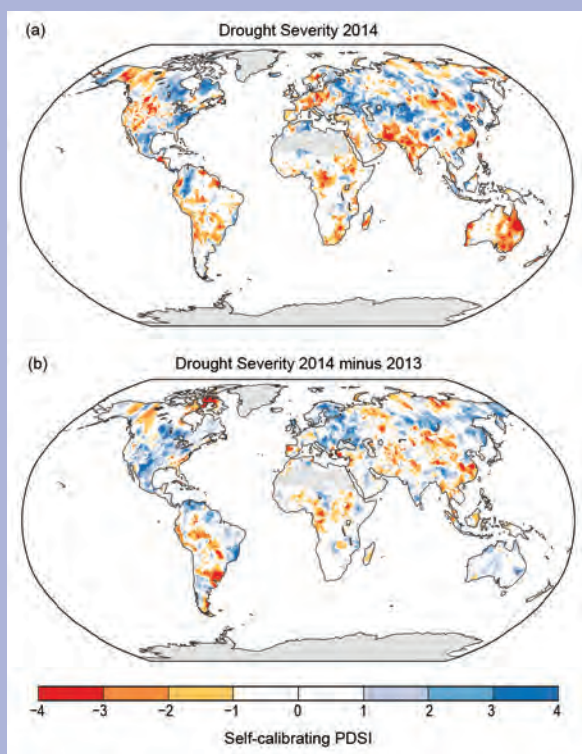 (a) Drought Severity 2014
(b) Drought Severity 2014 minus 2013
−4 −3 −2 −1 0 1 2 3 4
Self-calibrating PDSI